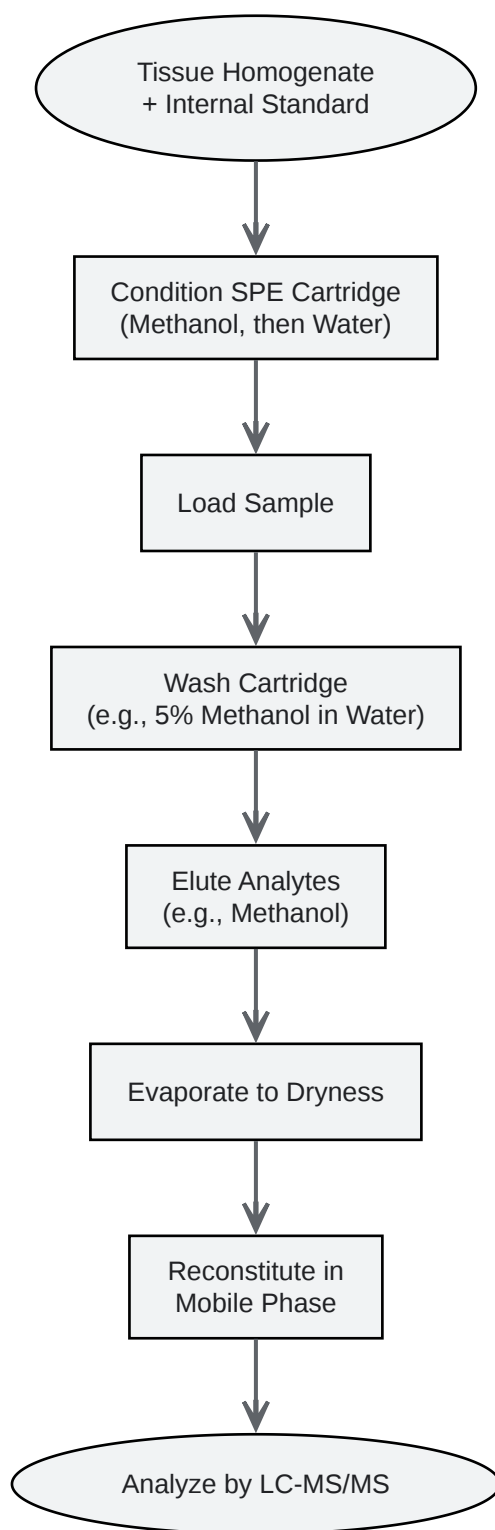 Tissue Homogenate
+ Internal Standard
Condition SPE Cartridge
(Methanol, then Water)
Load Sample
Wash Cartridge
(e.g., 5% Methanol in Water)
Elute Analytes
(e.g., Methanol)
Evaporate to Dryness
Reconstitute in
Mobile Phase
Analyze by LC-MS/MS